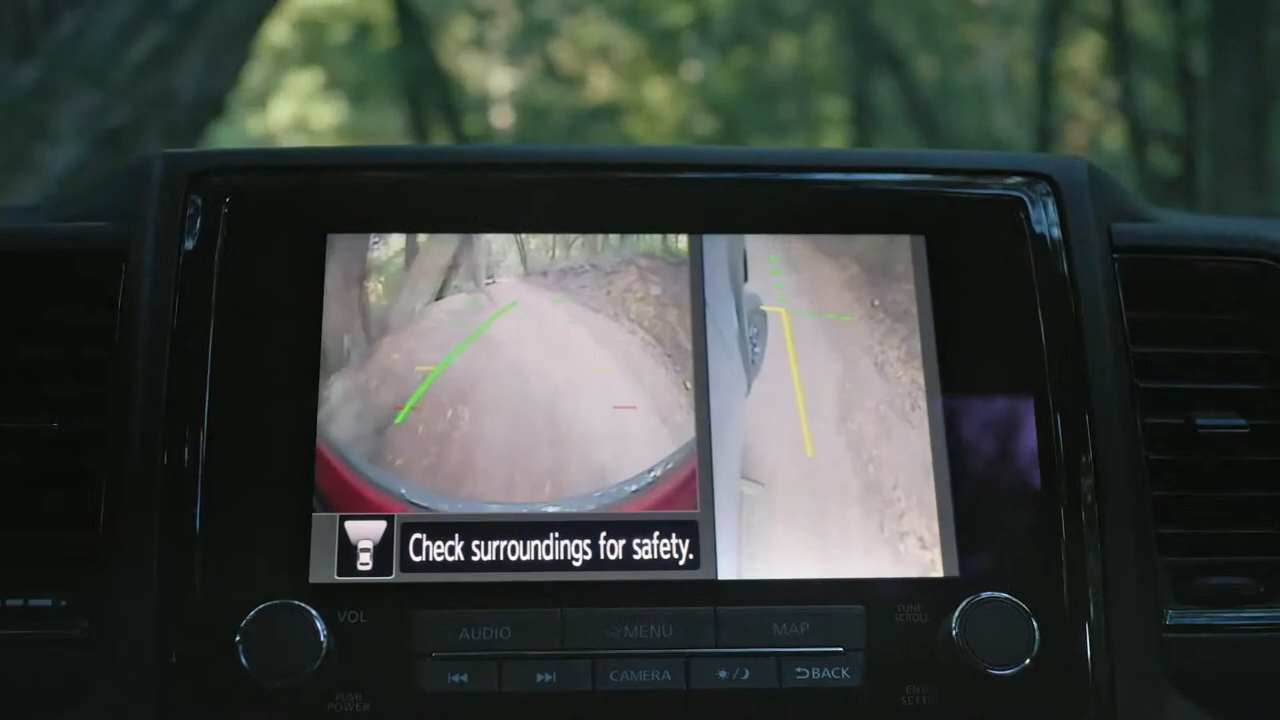 Check surroundings for safety.
VOL
TUNE
SCROLL
AUDIO
MENU
MAP
CAMERA
BACK
PUSH
POWER